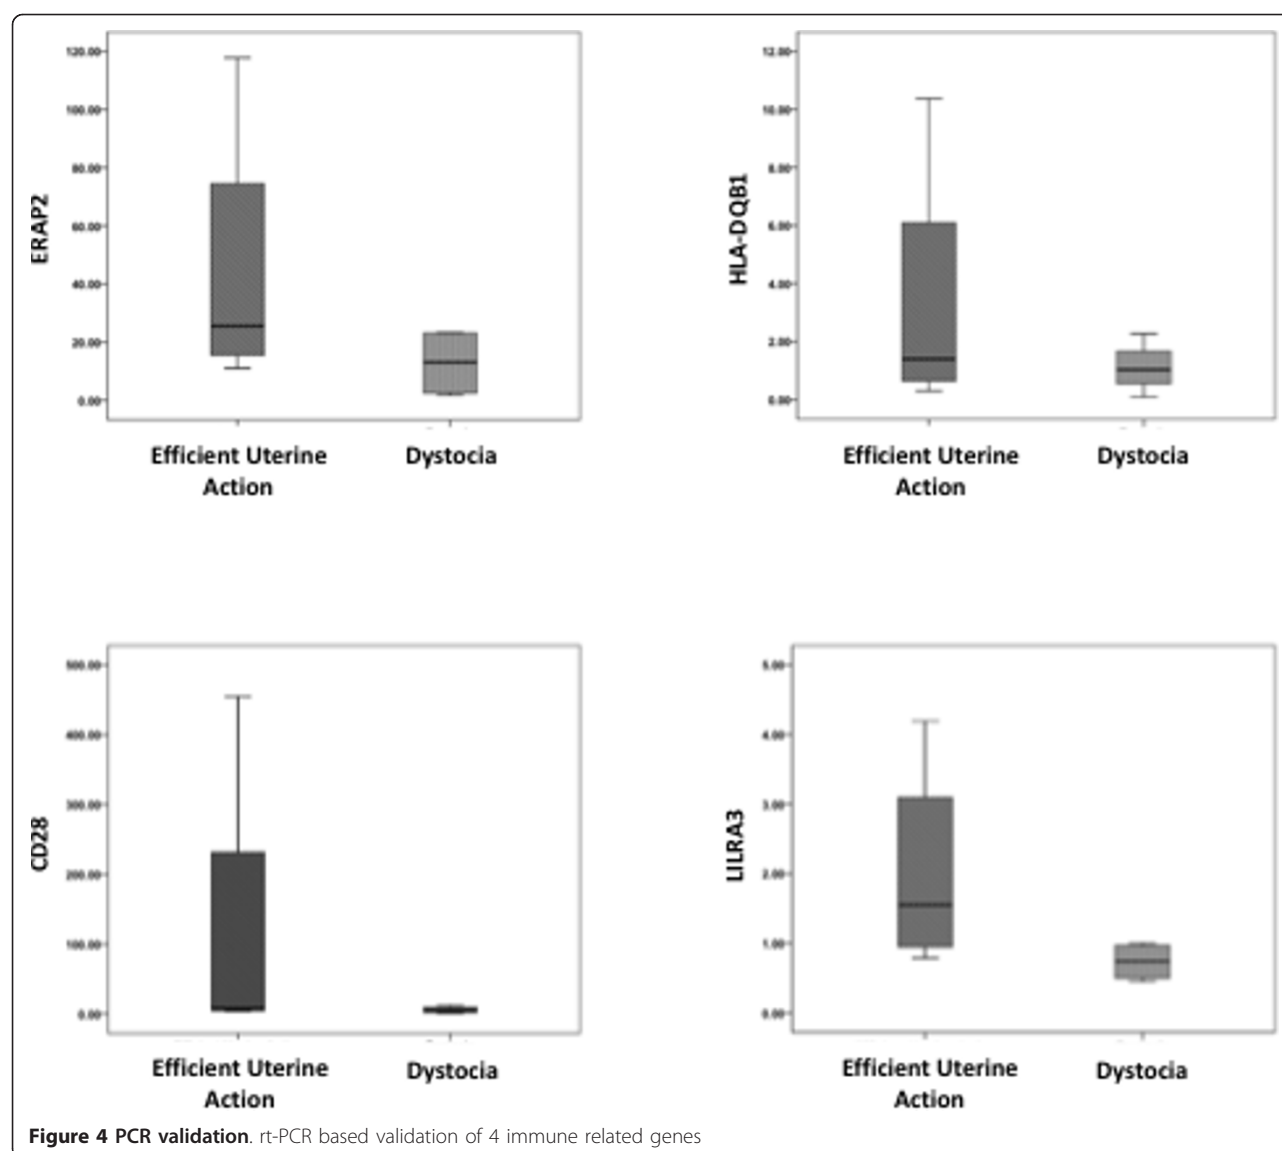 120.00
100.00
80.00
60.00
40.00
20.00
0.00
ERAP2
Efficient Uterine
Action
Dystocia
12.00
10.00
8.00
6.00
4.00
2.00
0.00
HLA-DQB1
Efficient Uterine
Action
Dystocia
500.00
400.00
300.00
200.00
100.00
0.00
CD28
Efficient Uterine
Action
Dystocia
5.00
4.00
3.00
2.00
1.00
0.00
LILRA3
Efficient Uterine
Action
Dystocia
Figure 4 PCR validation. rt-PCR based validation of 4 immune related genes